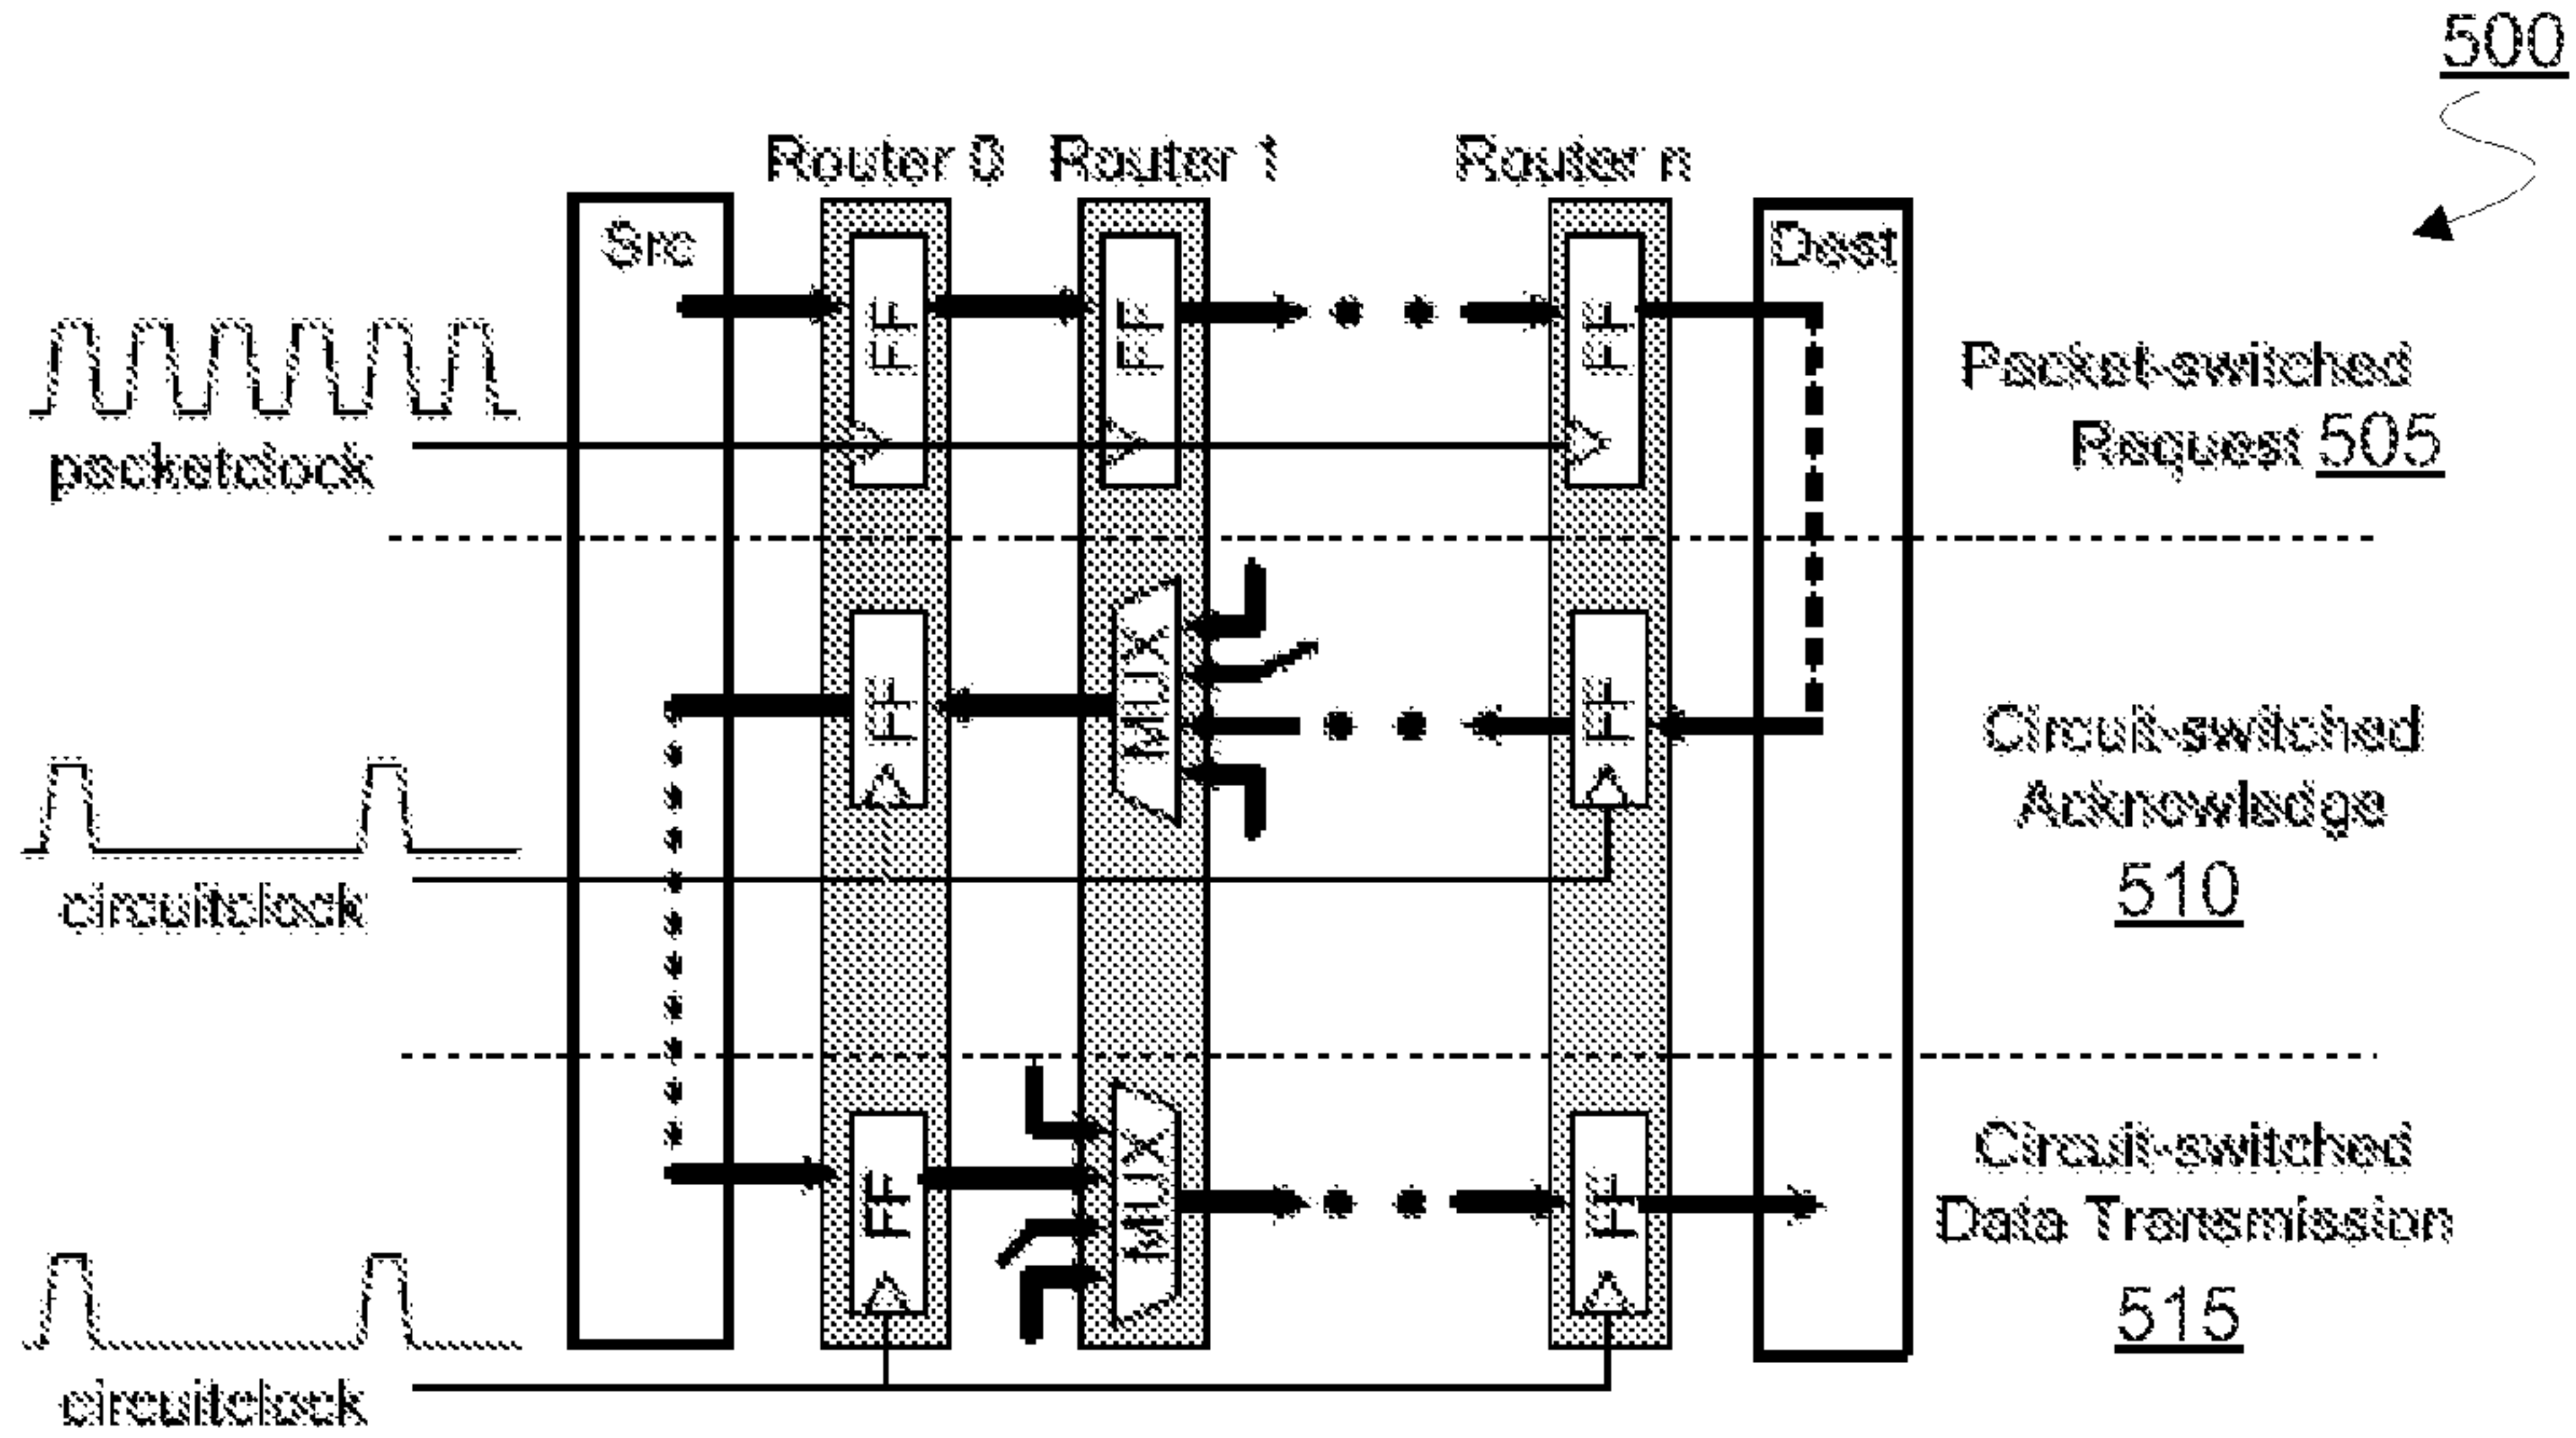 500
Router 0 Router 1 Router n
Src
Dest
FF FF FF
packetclock
Packet-switched
Request 505
FF MUX FF
circuitclock
Circuit-switched
Acknowledge
510
FF MUX FF
circuitclock
Circuit-switched
Data Transmission
515